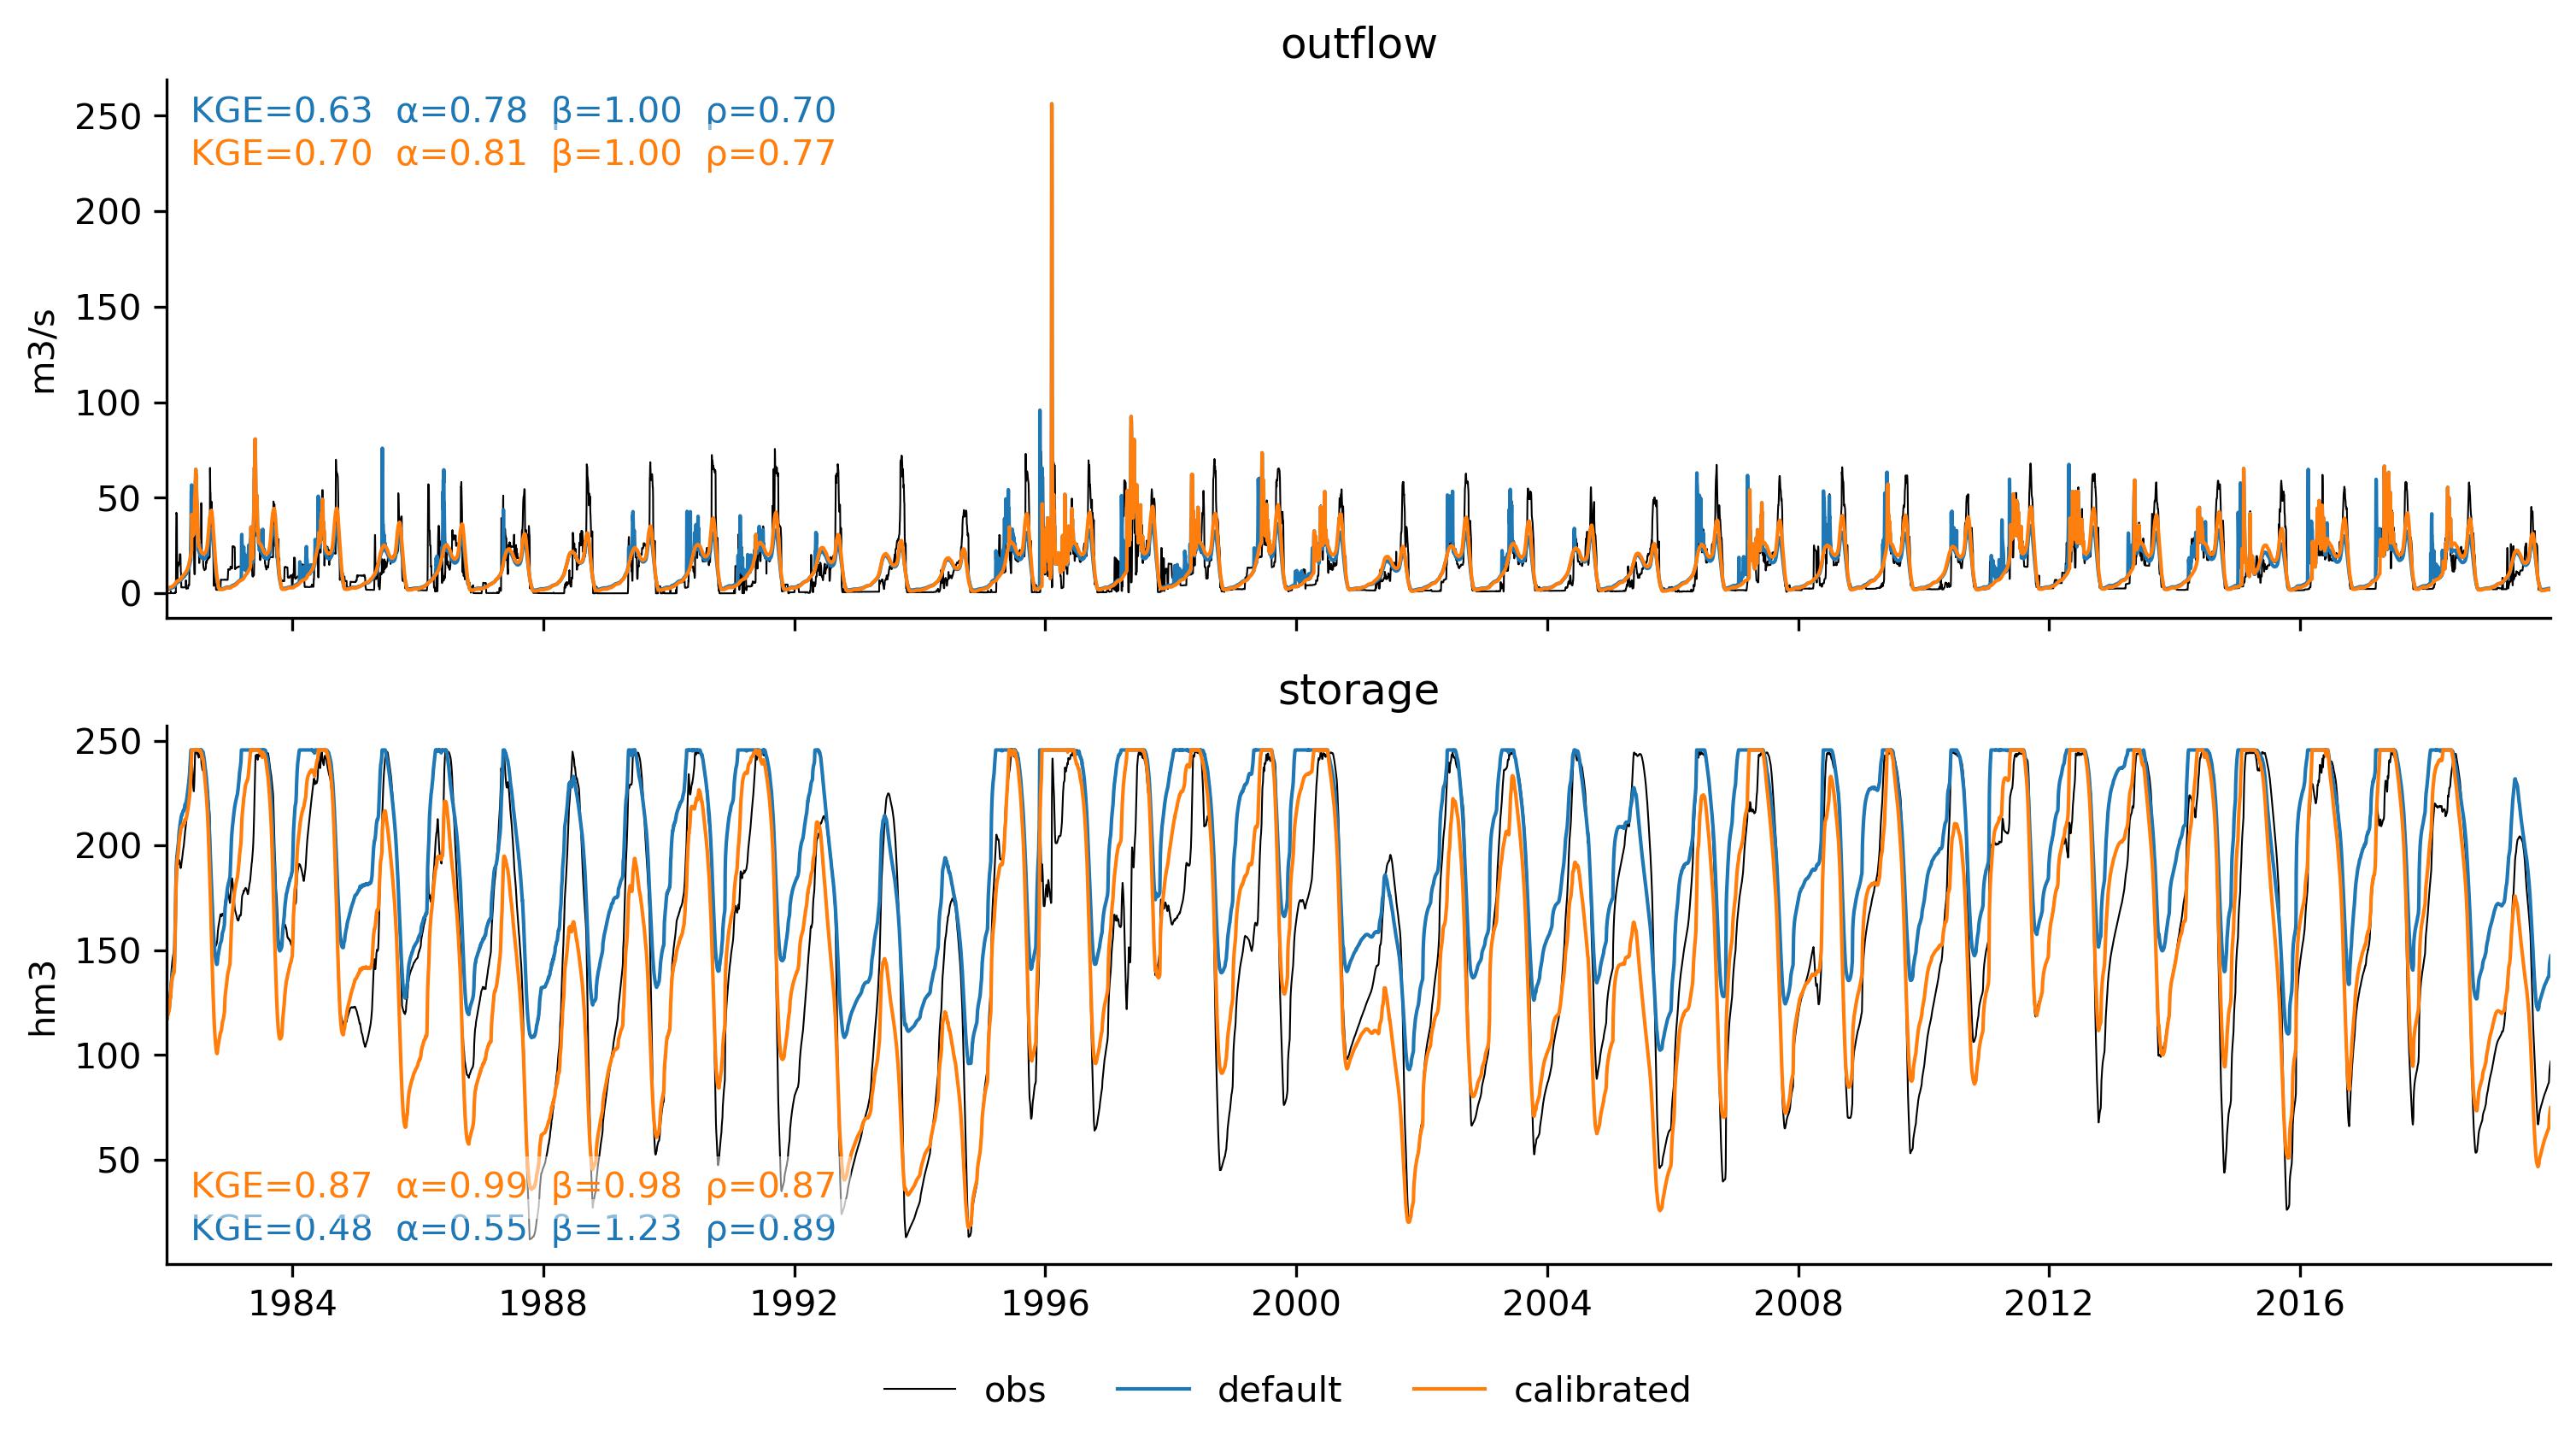 outflow
KGE=0.63 α=0.78 β=1.00 ρ=0.70
KGE=0.70 α=0.81 β=1.00 ρ=0.77
250
200
150
100
50
0
m3/s
storage
250
200
150
100
50
hm3
KGE=0.87 α=0.99 β=0.98 ρ=0.87
KGE=0.48 α=0.55 β=1.23 ρ=0.89
1984 1988 1992 1996 2000 2004 2008 2012 2016
obs default calibrated